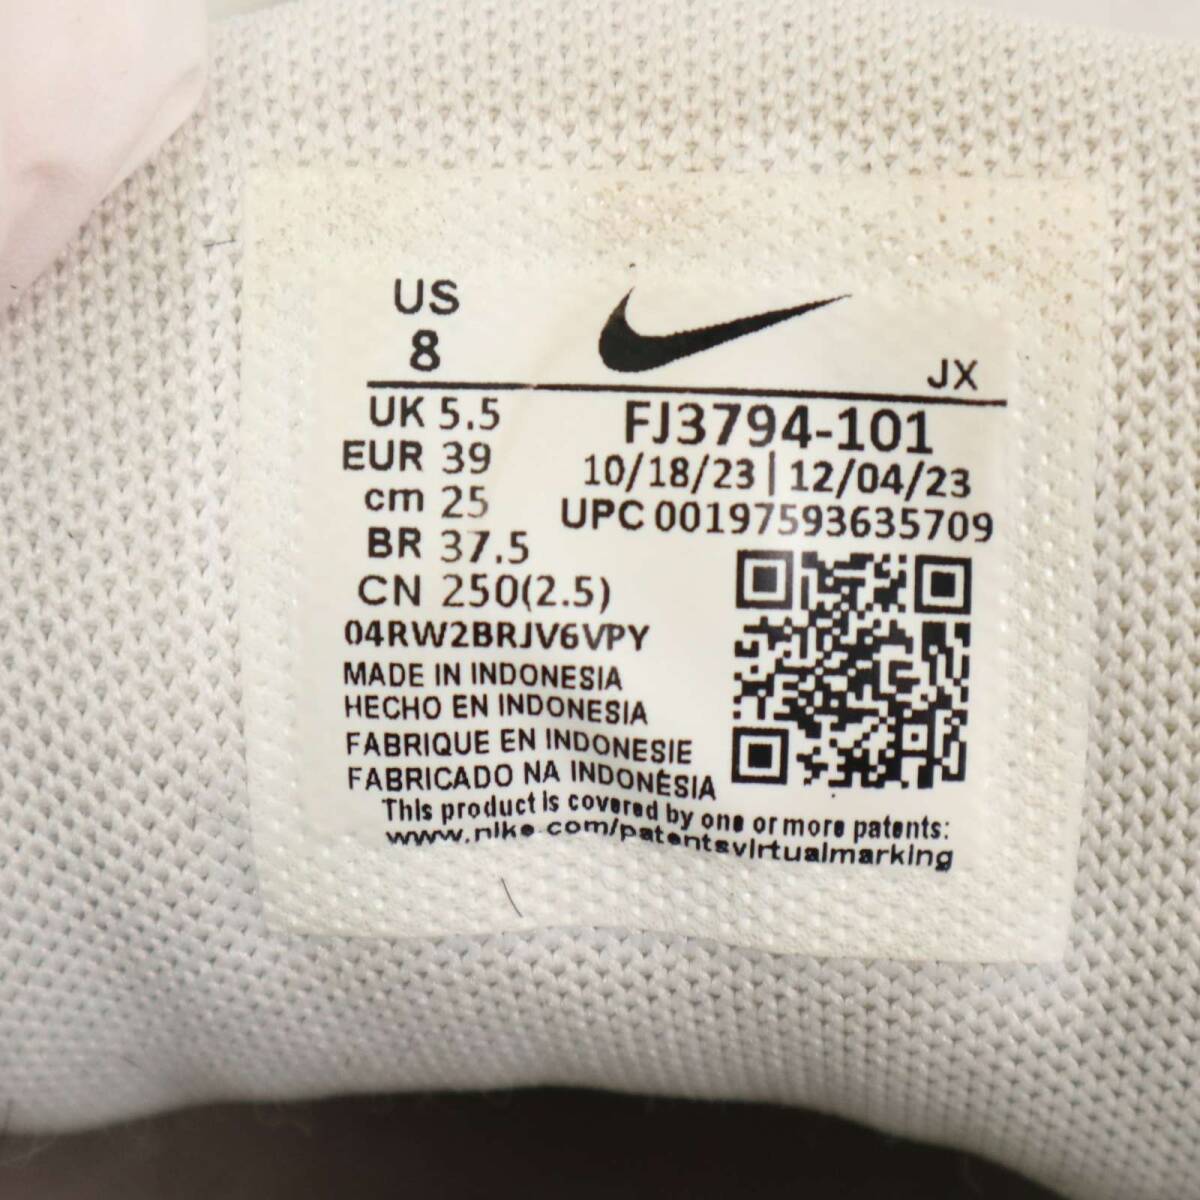 US
8
JX
UK 5.5
EUR 39
cm 25
BR 37.5
CN 250(2.5)
FJ3794-101
10/18/23 | 12/04/23
UPC 001975936357​09
04RW2BRJV6VPY
MADE IN INDONESIA
HECHO EN INDONESIA
FABRIQUE EN INDONESIE
FABRICADO NA INDONÉSIA
This product is covered by one or more patents:
www.nike.com/patentsvirtualmarking